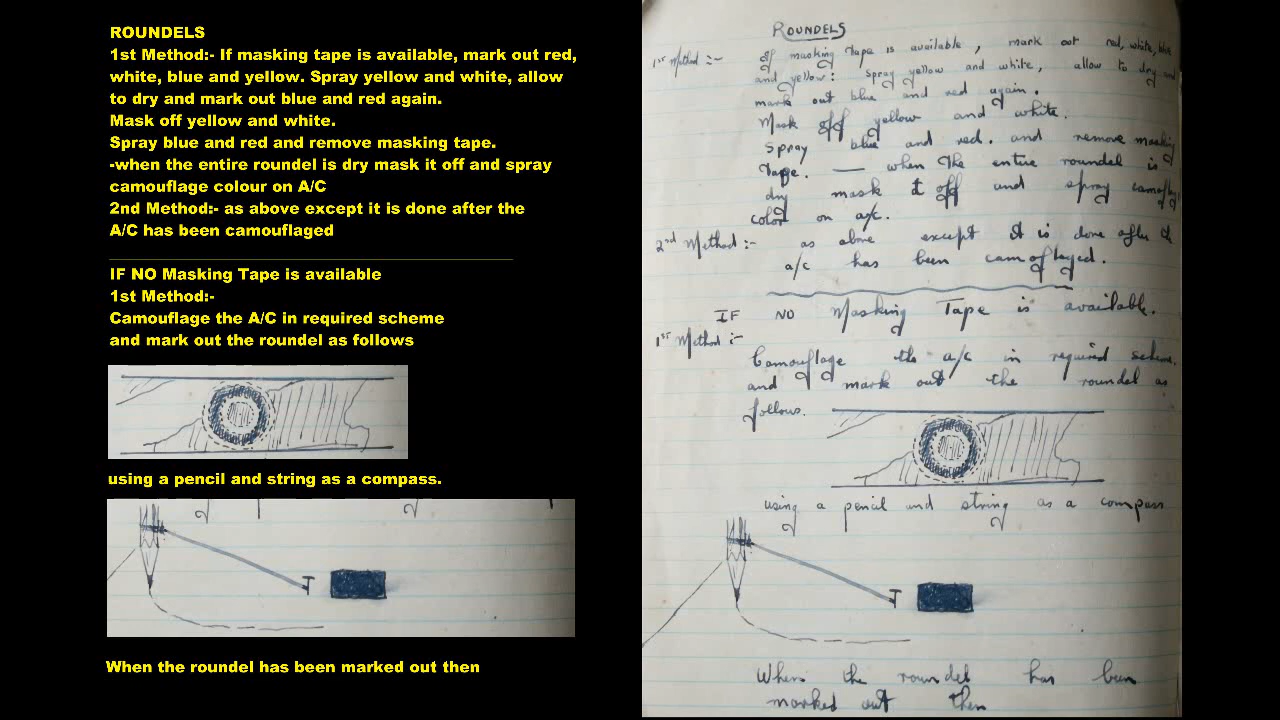 ROUNDELS
1st Method:- If masking tape is available, mark out red,
white, blue and yellow. Spray yellow and white, allow
to dry and mark out blue and red again.
Mask off yellow and white.
Spray blue and red and remove masking tape.
-when the entire roundel is dry mask it off and spray
camouflage colour on A/C
2nd Method:- as above except it is done after the
A/C has been camouflaged
IF NO Masking Tape is available
1st Method:-
Camouflage the A/C in required scheme
and mark out the roundel as follows
using a pencil and string as a compass.
When the roundel has been marked out then
ROUNDELS
1st Method:- If masking Tape is available, mark out red, white, blue
and yellow: spray yellow and white, allow to dry and
mark out blue and red again.
Mask off yellow and white.
Spray blue and red. and remove masking
Tape. — when the entire roundel is
dry mask it off and spray camoflage
color on a/c.
2nd Method:- as above except it is done after the
a/c has been camoflaged.
IF NO Masking Tape is available.
1st Method:-
Camouflage the a/c in required scheme.
and mark out the roundel as
follows.
using a pencil and string as a compass
When the roundel has been
marked out then